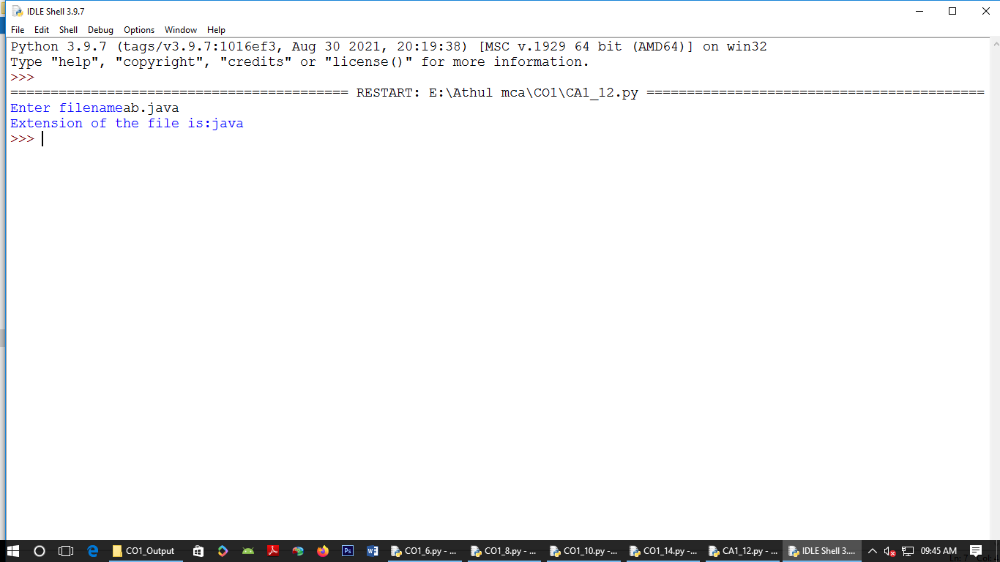 IDLE Shell 3.9.7
File Edit Shell Debug Options Window Help
Python 3.9.7 (tags/v3.9.7:1016ef3, Aug 30 2021, 20:19:38) [MSC v.1929 64 bit (AMD64)] on win32
Type "help", "copyright", "credits" or "license()" for more information.
>>>
========================================== RESTART: E:\Athul mca\CO1\CA1_12.py ==========================================
Enter filenameab.java
Extension of the file is:java
>>>
CO1_Output CO1_6.py - ... CO1_8.py - ... CO1_10.py -... CO1_14.py -... CA1_12.py - ... IDLE Shell 3.... 09:45 AM
Ln: 7 Col: 4